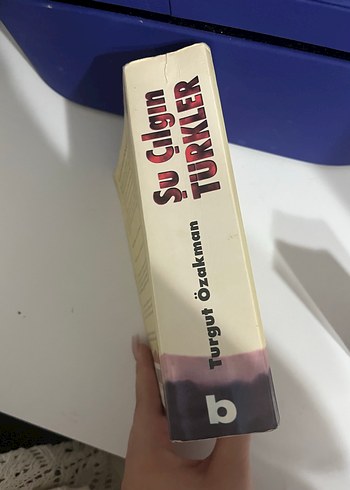 Şu Çılgın
TÜRKLER
Turgut Özakman
b